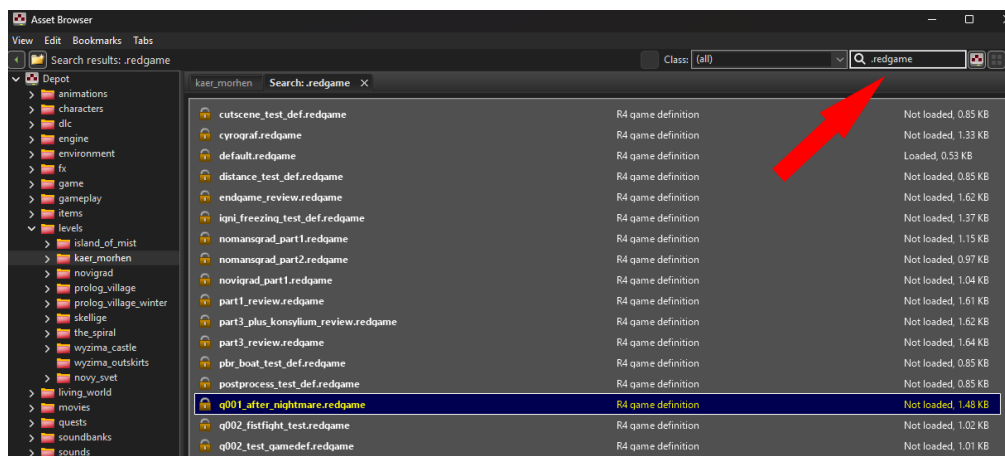 Asset Browser
View Edit Bookmarks Tabs
Search results: .redgame Class: (all) .redgame
Depot
animations
characters
dlc
engine
environment
fx
game
gameplay
items
levels
island_of_mist
kaer_morhen
novigrad
prolog_village
prolog_village_winter
skellige
the_spiral
wyzima_castle
wyzima_outskirts
novy_svet
living_world
movies
quests
soundbanks
sounds
kaer_morhen Search: .redgame X
cutscene_test_def.redgame R4 game definition Not loaded, 0.85 KB
cyrograf.redgame R4 game definition Not loaded, 1.33 KB
default.redgame R4 game definition Loaded, 0.53 KB
distance_test_def.redgame R4 game definition Not loaded, 0.85 KB
endgame_review.redgame R4 game definition Not loaded, 1.62 KB
igni_freezing_test_def.redgame R4 game definition Not loaded, 1.37 KB
nomansgrad_part1.redgame R4 game definition Not loaded, 1.15 KB
nomansgrad_part2.redgame R4 game definition Not loaded, 0.97 KB
novigrad_part1.redgame R4 game definition Not loaded, 1.04 KB
part1_review.redgame R4 game definition Not loaded, 1.61 KB
part3_plus_konsylium_review.redgame R4 game definition Not loaded, 1.62 KB
part3_review.redgame R4 game definition Not loaded, 1.64 KB
pbr_boat_test_def.redgame R4 game definition Not loaded, 0.85 KB
postprocess_test_def.redgame R4 game definition Not loaded, 0.85 KB
q001_after_nightmare.redgame R4 game definition Not loaded, 1.48 KB
q002_fistfight_test.redgame R4 game definition Not loaded, 1.02 KB
q002_test_gamedef.redgame R4 game definition Not loaded, 1.01 KB